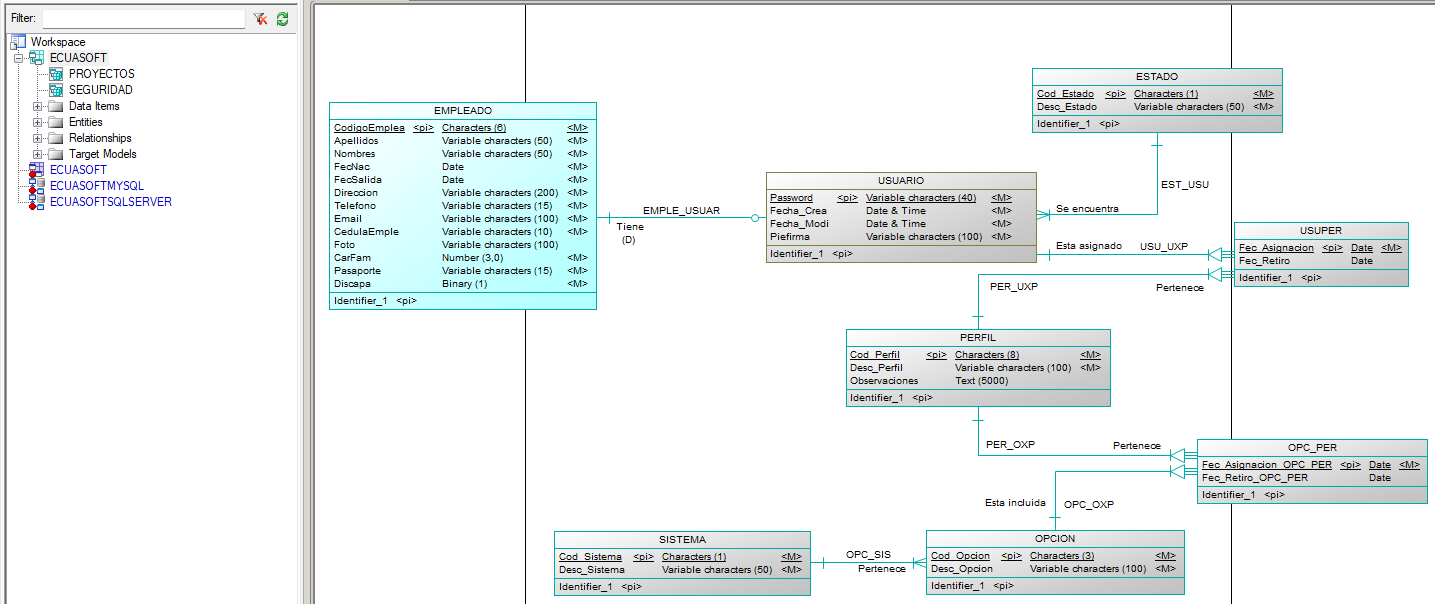 Filter:
Workspace
ECUASOFT
PROYECTOS
SEGURIDAD
Data Items
Entities
Relationships
Target Models
ECUASOFT
ECUASOFTMYSQL
ECUASOFTSQLSERVER
EMPLEADO
CodigoEmplea <pi> Characters (6) <M>
Apellidos Variable characters (50) <M>
Nombres Variable characters (50) <M>
FecNac Date <M>
FecSalida Date <M>
Direccion Variable characters (200) <M>
Telefono Variable characters (15) <M>
Email Variable characters (100) <M>
CedulaEmple Variable characters (10) <M>
Foto Variable characters (100)
CarFam Number (3,0) <M>
Pasaporte Variable characters (15) <M>
Discapa Binary (1) <M>
Identifier_1 <pi>
EMPLE_USUAR
Tiene
(D)
USUARIO
Password <pi> Variable characters (40) <M>
Fecha_Crea Date & Time <M>
Fecha_Modi Date & Time <M>
Piefirma Variable characters (100) <M>
Identifier_1 <pi>
ESTADO
Cod_Estado <pi> Characters (1) <M>
Desc_Estado Variable characters (50) <M>
Identifier_1 <pi>
EST_USU
Se encuentra
Esta asignado USU_UXP
USUPER
Fec_Asignacion <pi> Date <M>
Fec_Retiro Date
Identifier_1 <pi>
PER_UXP
Pertenece
PERFIL
Cod_Perfil <pi> Characters (8) <M>
Desc_Perfil Variable characters (100) <M>
Observaciones Text (5000)
Identifier_1 <pi>
PER_OXP Pertenece
OPC_PER
Fec_Asignacion_OPC_PER <pi> Date <M>
Fec_Retiro_OPC_PER Date
Identifier_1 <pi>
Esta incluida OPC_OXP
SISTEMA
Cod_Sistema <pi> Characters (1) <M>
Desc_Sistema Variable characters (50) <M>
Identifier_1 <pi>
OPC_SIS
Pertenece
OPCION
Cod_Opcion <pi> Characters (3) <M>
Desc_Opcion Variable characters (100) <M>
Identifier_1 <pi>